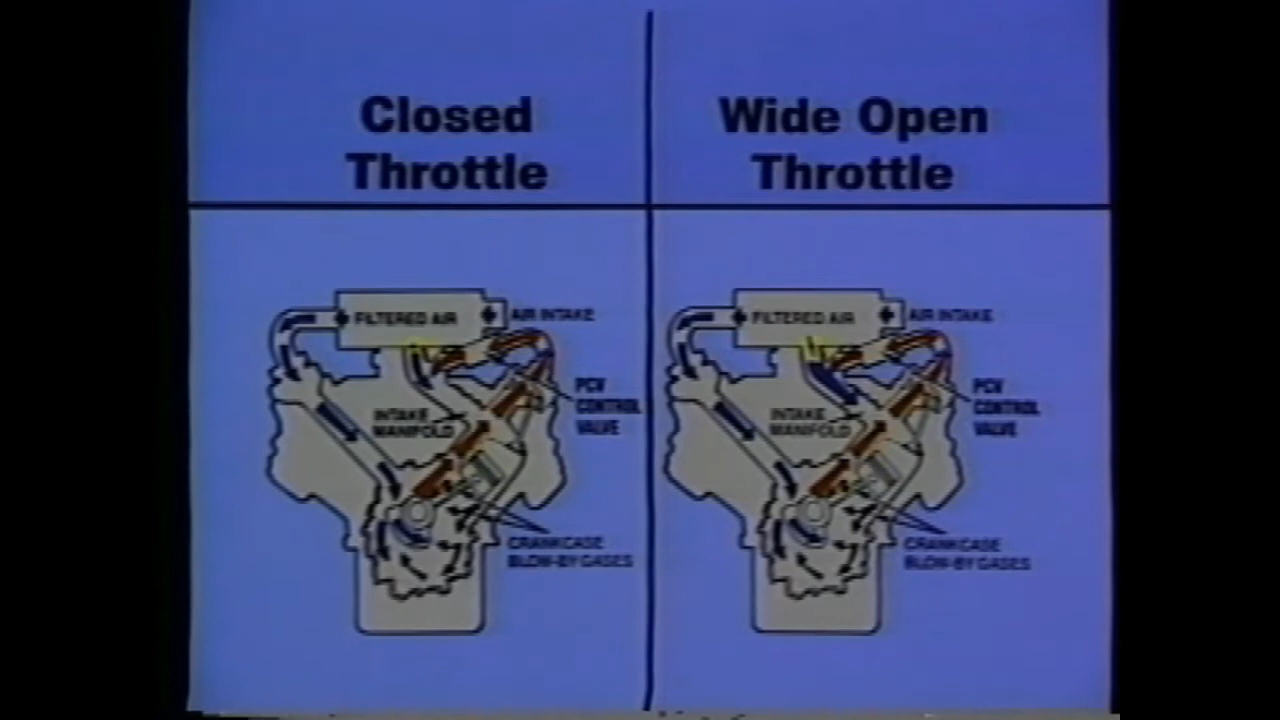 Closed
Throttle
Wide Open
Throttle
FILTERED AIR
AIR INTAKE
PCV
CONTROL
VALVE
INTAKE
MANIFOLD
CRANKCASE
BLOW-BY GASES
FILTERED AIR
AIR INTAKE
PCV
CONTROL
VALVE
INTAKE
MANIFOLD
CRANKCASE
BLOW-BY GASES